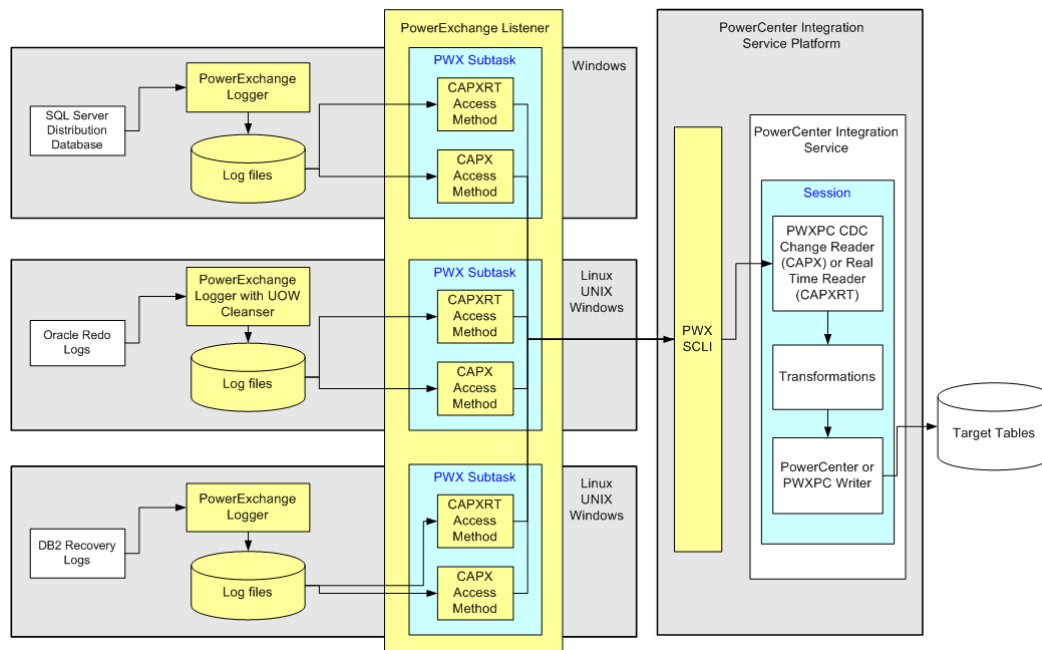 PowerExchange Listener
PowerCenter Integration
Service Platform
PWX Subtask
Windows
PowerExchange
Logger
SQL Server
Distribution
Database
Log files
CAPXRT
Access
Method
CAPX
Access
Method
PowerCenter Integration
Service
Session
PWXPC CDC
Change Reader
(CAPX) or Real
Time Reader
(CAPXRT)
PWX Subtask
Linux
UNIX
Windows
PowerExchange
Logger with UOW
Cleanser
Oracle Redo
Logs
Log files
CAPXRT
Access
Method
CAPX
Access
Method
PWX
SCLI
Transformations
PowerCenter or
PWXPC Writer
Target Tables
PWX Subtask
Linux
UNIX
Windows
PowerExchange
Logger
DB2 Recovery
Logs
Log files
CAPXRT
Access
Method
CAPX
Access
Method